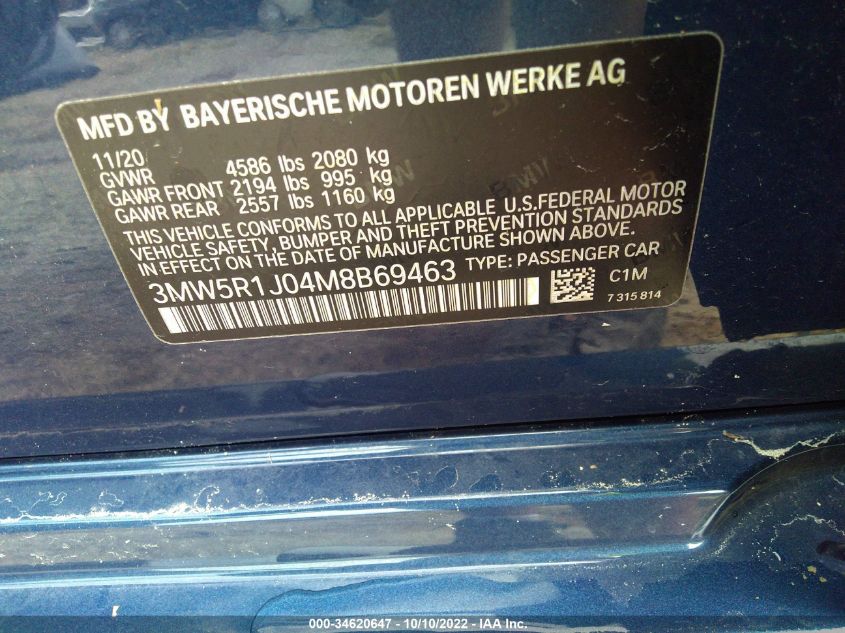 MFD BY BAYERISCHE MOTOREN WERKE AG
11/20
GVWR 4586 lbs 2080 kg
GAWR FRONT 2194 lbs 995 kg
GAWR REAR 2557 lbs 1160 kg
THIS VEHICLE CONFORMS TO ALL APPLICABLE U.S.FEDERAL MOTOR
VEHICLE SAFETY, BUMPER AND THEFT PREVENTION STANDARDS
IN EFFECT ON THE DATE OF MANUFACTURE SHOWN ABOVE.
3MW5R1J04M8B69463 TYPE: PASSENGER CAR
C1M
7 315 814
000-34620647 - 10/10/2022 - IAA Inc.